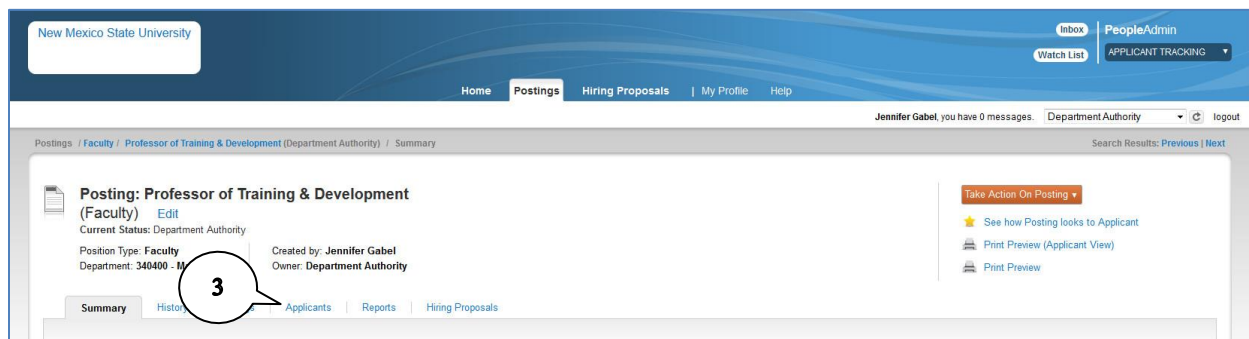 New Mexico State University
Inbox
PeopleAdmin
Watch List
APPLICANT TRACKING
Home Postings Hiring Proposals | My Profile Help
Jennifer Gabel, you have 0 messages. Department Authority logout
Postings / Faculty / Professor of Training & Development (Department Authority) / Summary
Search Results: Previous | Next
Posting: Professor of Training & Development
(Faculty) Edit
Current Status: Department Authority
Position Type: Faculty
Department: 340400 -
Created by: Jennifer Gabel
Owner: Department Authority
Take Action On Posting
See how Posting looks to Applicant
Print Preview (Applicant View)
Print Preview
3
Summary History Applicants Reports Hiring Proposals